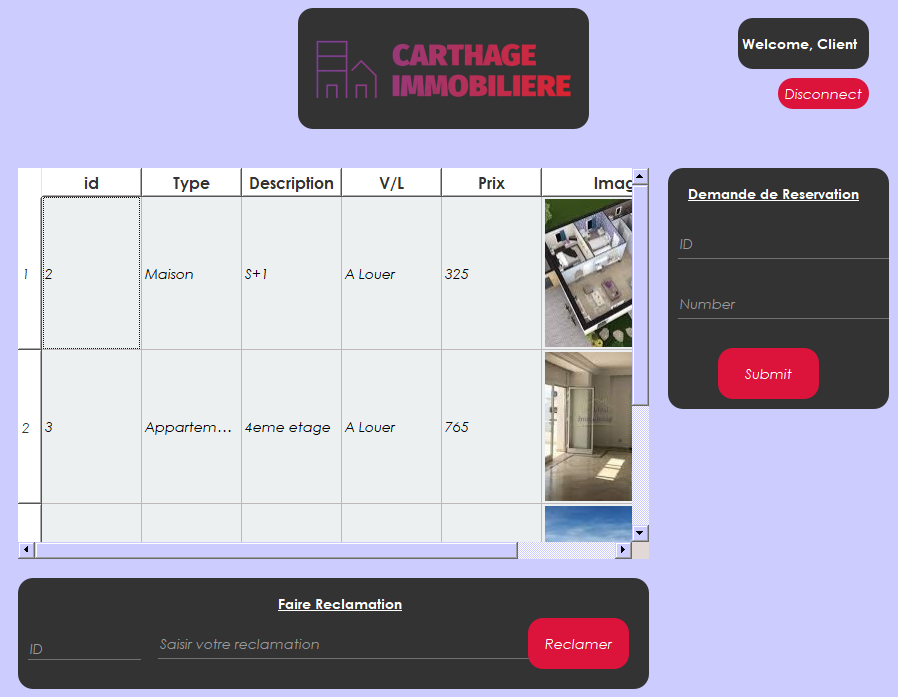 CARTHAGE
IMMOBILIERE
Welcome, Client
Disconnect
id Type Description V/L Prix Imag
1 2 Maison S+1 A Louer 325
2 3 Appartem... 4eme etage A Louer 765
Demande de Reservation
ID
Number
Submit
Faire Reclamation
ID
Saisir votre reclamation
Reclamer